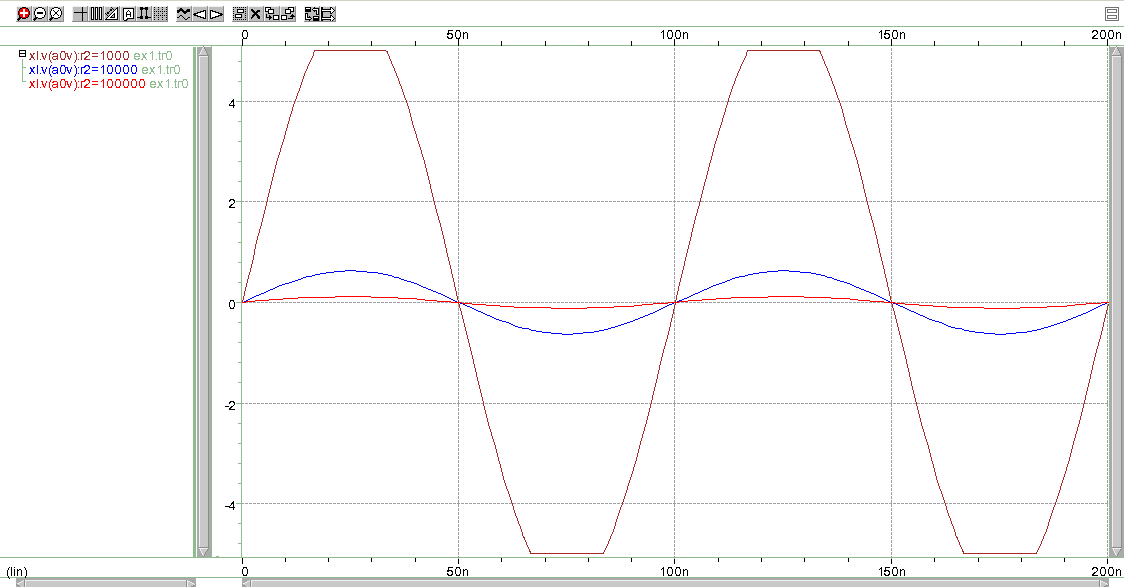 0 50n 100n 150n 200n
xl.v(a0v):r2=1000 ex1.tr0
xl.v(a0v):r2=10000 ex1.tr0
xl.v(a0v):r2=100000 ex1.tr0
4
2
0
-2
-4
(lin) 0 50n 100n 150n 200n